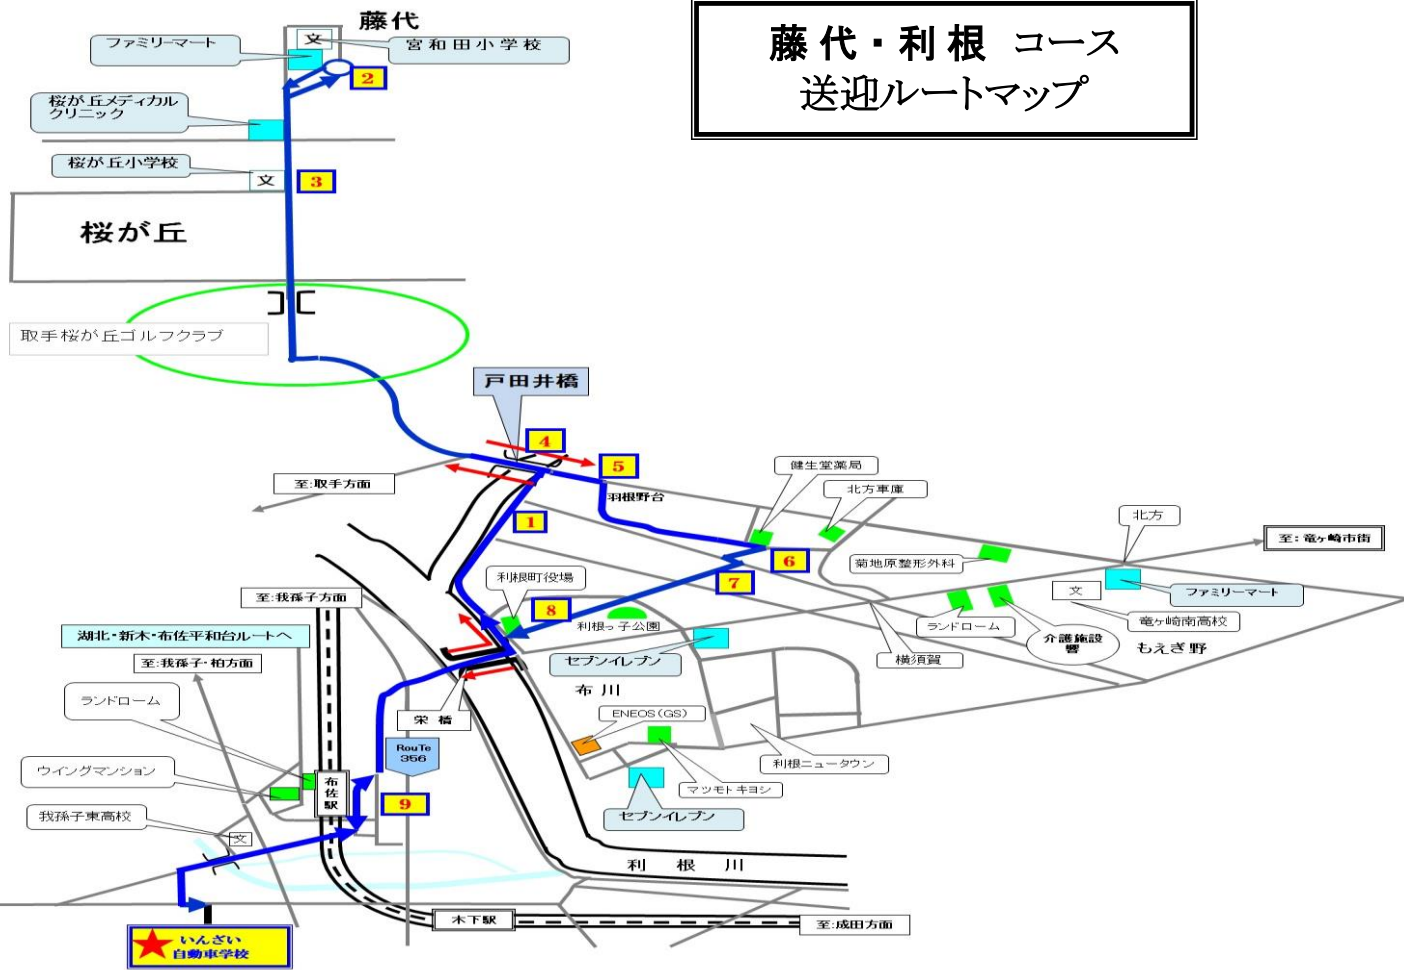 藤代・利根 コース
送迎ルートマップ
藤代
ファミリーマート
文
宮和田小学校
2
桜が丘メディカル
クリニック
桜が丘小学校
文
3
桜が丘
取手桜が丘ゴルフクラブ
戸田井橋
4
5
至:取手方面
羽根野台
健生堂薬局
北方車庫
1
北方
至:竜ヶ崎市街
利根町役場
6
菊地原整形外科
7
文
ファミリーマート
至:我孫子方面
8
利根っ子公園
ランドローム
介護施設
響
竜ヶ崎南高校
もえぎ野
湖北・新木・布佐平和台ルートへ
至:我孫子・柏方面
セブンイレブン
横須賀
布川
ランドローム
栄橋
ENEOS(GS)
RouTe
356
利根ニュータウン
ウイングマンション
布佐駅
マツモトキヨシ
9
我孫子東高校
文
セブンイレブン
利根川
木下駅
至:成田方面
いんざい
自動車学校